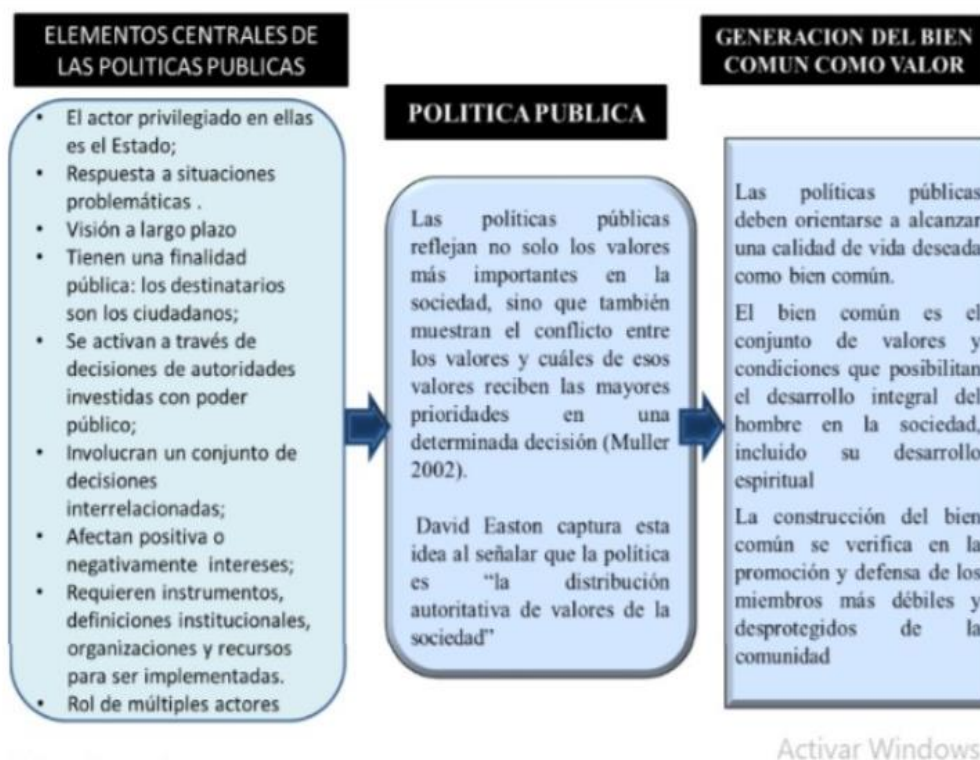 ELEMENTOS CENTRALES DE
LAS POLITICAS PUBLICAS
• El actor privilegiado en ellas
es el Estado;
• Respuesta a situaciones
problemáticas .
• Visión a largo plazo
• Tienen una finalidad
pública: los destinatarios
son los ciudadanos;
• Se activan a través de
decisiones de autoridades
investidas con poder
público;
• Involucran un conjunto de
decisiones
interrelacionadas;
• Afectan positiva o
negativamente intereses;
• Requieren instrumentos,
definiciones institucionales,
organizaciones y recursos
para ser implementadas.
• Rol de múltiples actores
POLITICA PUBLICA
Las políticas públicas
reflejan no solo los valores
más importantes en la
sociedad, sino que también
muestran el conflicto entre
los valores y cuáles de esos
valores reciben las mayores
prioridades en una
determinada decisión (Muller
2002).
David Easton captura esta
idea al señalar que la política
es “la distribución
autoritativa de valores de la
sociedad”
GENERACION DEL BIEN
COMUN COMO VALOR
Las políticas públicas
deben orientarse a alcanzar
una calidad de vida deseada
como bien común.
El bien común es el
conjunto de valores y
condiciones que posibilitan
el desarrollo integral del
hombre en la sociedad,
incluido su desarrollo
espiritual
La construcción del bien
común se verifica en la
promoción y defensa de los
miembros más débiles y
desprotegidos de la
comunidad
Activar Windows